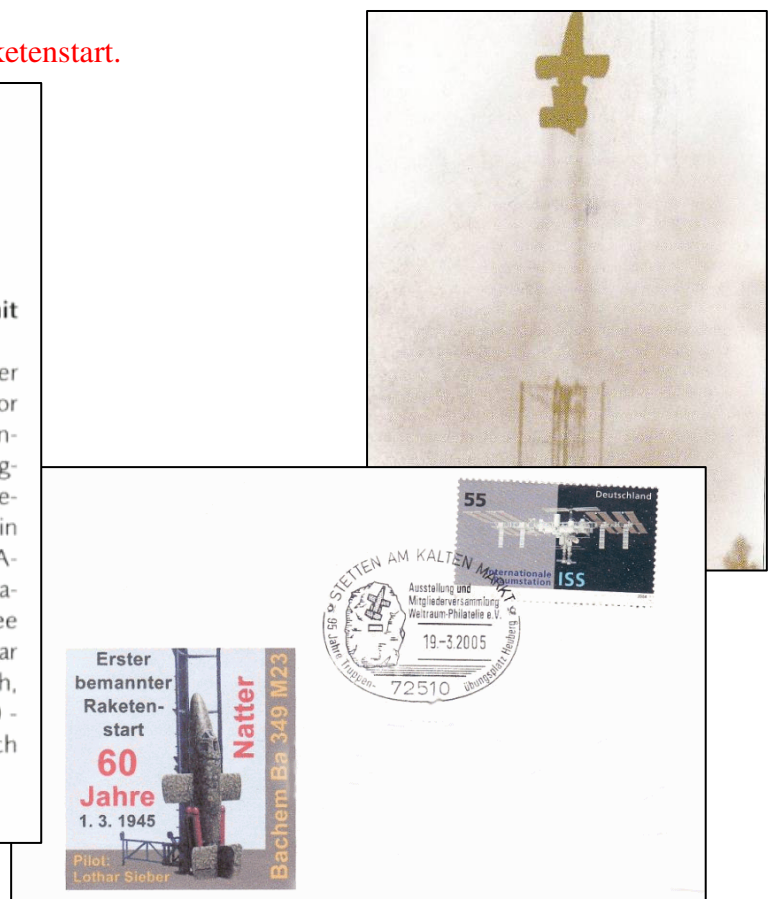 ketenstart.
it
er
or
n-
g-
e-
in
A-
a-
ee
ar
h,
) -
th
55
Deutschland
Internationale
Raumstation ISS
STETTEN AM KALTEN MARKT
Ausstellung und
Mitgliederversammlung
Weltraum-Philatelie e.V.
19.-3.2005
95 Jahre Truppen-
72510
übungsplatz Heuberg
Erster
bemannter
Raketen-
start
60
Jahre
1. 3. 1945
Natter
Bachem Ba 349 M23
Pilot:
Lothar Sieber